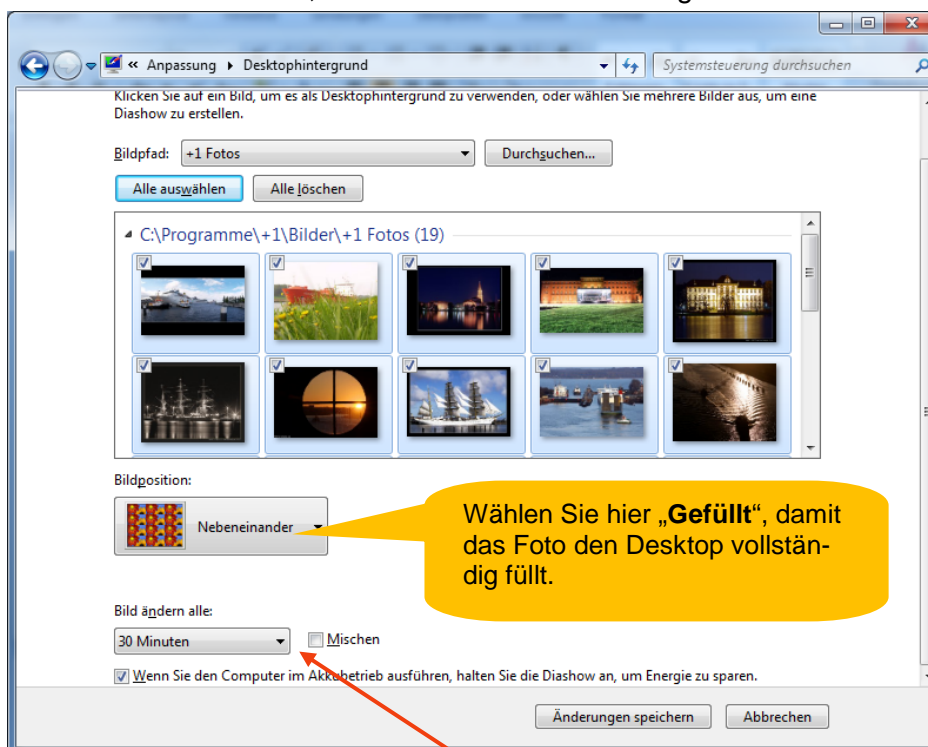 « Anpassung Desktophintergrund
Systemsteuerung durchsuchen
Klicken Sie auf ein Bild, um es als Desktophintergrund zu verwenden, oder wählen Sie mehrere Bilder aus, um eine
Diashow zu erstellen.
Bildpfad: +1 Fotos Durchsuchen...
Alle auswählen Alle löschen
C:\Programme\+1\Bilder\+1 Fotos (19)
Bildposition:
Nebeneinander
Wählen Sie hier „Gefüllt“, damit
das Foto den Desktop vollstän-
dig füllt.
Bild ändern alle:
30 Minuten Mischen
Wenn Sie den Computer im Akkubetrieb ausführen, halten Sie die Diashow an, um Energie zu sparen.
Änderungen speichern Abbrechen